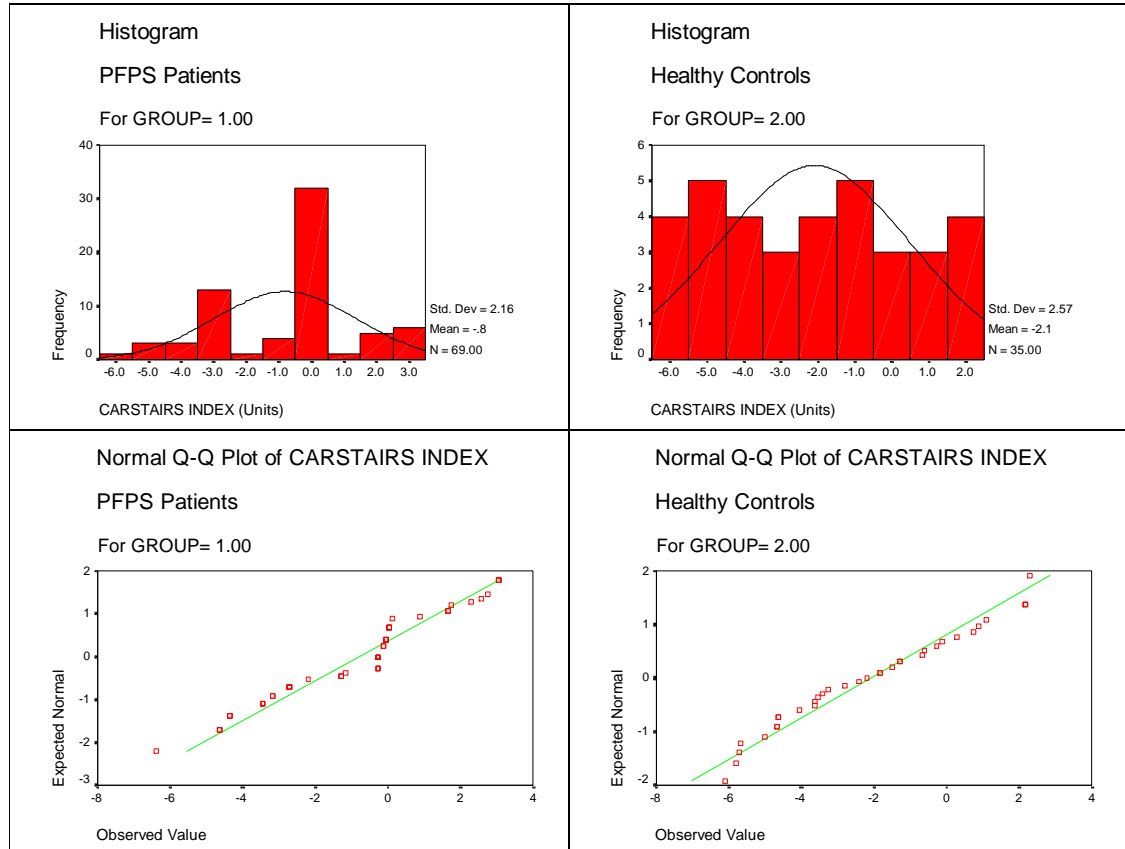 Histogram
PFPS Patients
For GROUP= 1.00
40
30
20
10
0
Frequency
-6.0 -5.0 -4.0 -3.0 -2.0 -1.0 0.0 1.0 2.0 3.0
Std. Dev = 2.16
Mean = -.8
N = 69.00
CARSTAIRS INDEX (Units)
Histogram
Healthy Controls
For GROUP= 2.00
6
5
4
3
2
1
0
Frequency
-6.0 -5.0 -4.0 -3.0 -2.0 -1.0 0.0 1.0 2.0
Std. Dev = 2.57
Mean = -2.1
N = 35.00
CARSTAIRS INDEX (Units)
Normal Q-Q Plot of CARSTAIRS INDEX
PFPS Patients
For GROUP= 1.00
2
1
0
-1
-2
-3
Expected Normal
-8 -6 -4 -2 0 2 4
Observed Value
Normal Q-Q Plot of CARSTAIRS INDEX
Healthy Controls
For GROUP= 2.00
2
1
0
-1
-2
Expected Normal
-8 -6 -4 -2 0 2 4
Observed Value